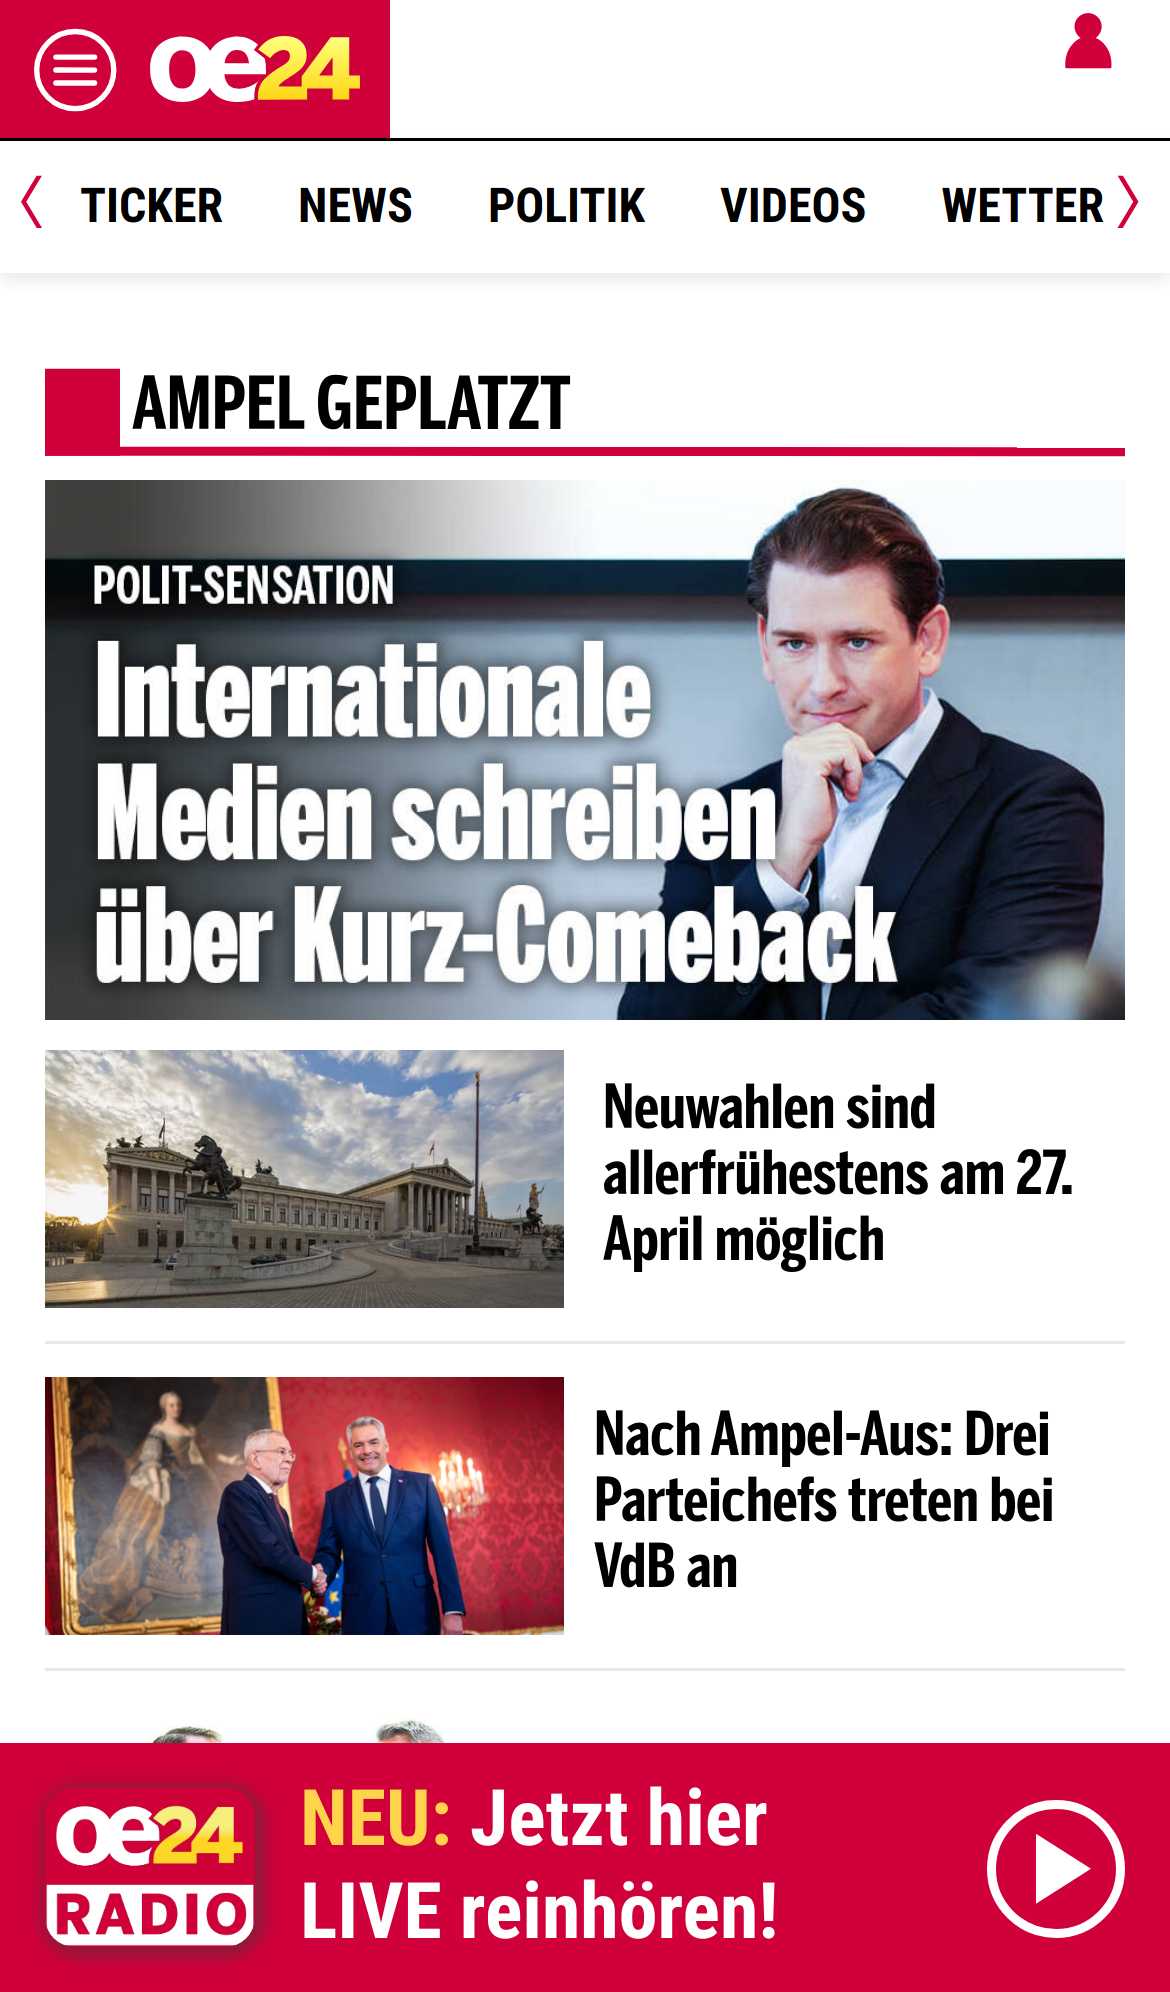 oe24
TICKER NEWS POLITIK VIDEOS WETTER
AMPEL GEPLATZT
POLIT-SENSATION
Internationale
Medien schreiben
über Kurz-Comeback
Neuwahlen sind
allerfrühestens am 27.
April möglich
Nach Ampel-Aus: Drei
Parteichefs treten bei
VdB an
oe24
RADIO
NEU: Jetzt hier
LIVE reinhören!